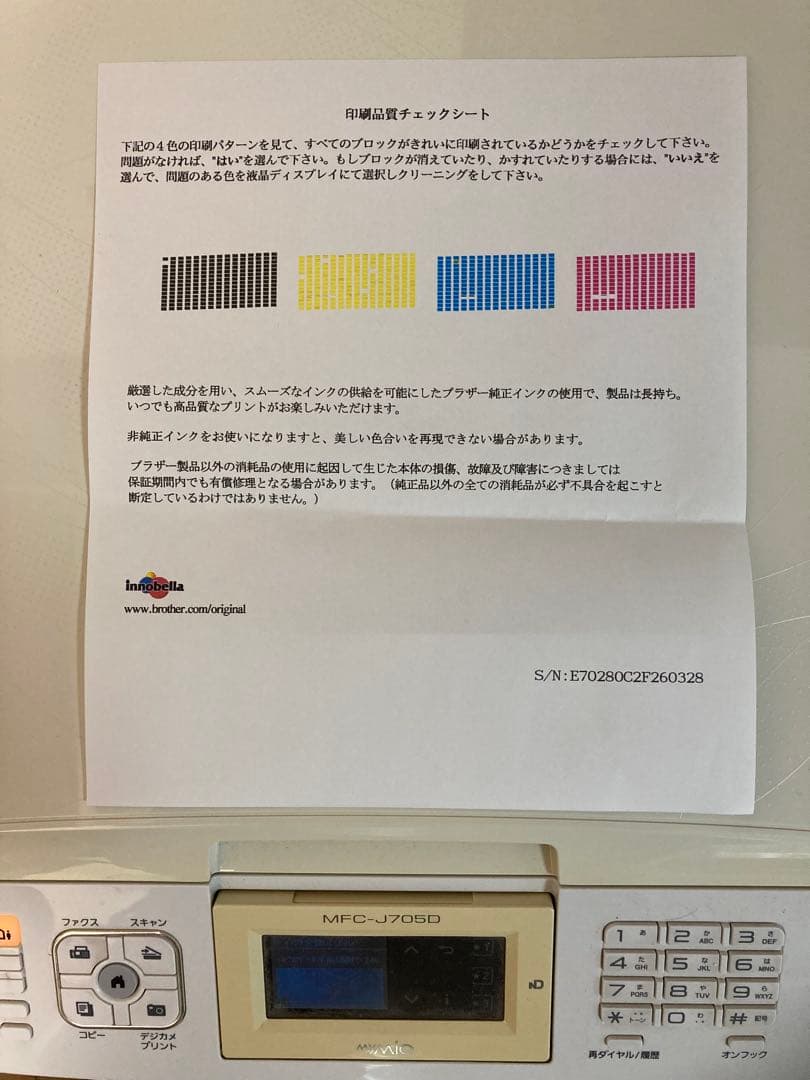 印刷品質チェックシート
下記の４色の印刷パターンを見て、すべてのブロックがきれいに印刷されているかどうかをチェックして下さい。
問題がなければ、"はい"を選んで下さい。もしブロックが消えていたり、かすれていたりする場合には、"いいえ"を
選んで、問題のある色を液晶ディスプレイにて選択しクリーニングをして下さい。
厳選した成分を用い、スムーズなインクの供給を可能にしたブラザー純正インクの使用で、製品は長持ち。
いつでも高品質なプリントがお楽しみいただけます。
非純正インクをお使いになりますと、美しい色合いを再現できない場合があります。
ブラザー製品以外の消耗品の使用に起因して生じた本体の損傷、故障及び障害につきましては
保証期間内でも有償修理となる場合があります。（純正品以外の全ての消耗品が必ず不具合を起こすと
断定しているわけではありません。）
innobella
www.brother.com/original
S/N:E70280C2F260328
MFC-J705D
ファクス スキャン
コピー デジカメプリント
MyMiO
1 あ 2 か ABC 3 さ DEF
4 た GHI 5 な JKL 6 は MNO
7 ま PQRS 8 や TUV 9 ら WXYZ
* トーン 0 わ # 記号
再ダイヤル/履歴 オンフック